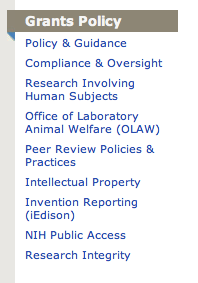 Grants Policy
Policy & Guidance
Compliance & Oversight
Research Involving
Human Subjects
Office of Laboratory
Animal Welfare (OLAW)
Peer Review Policies &
Practices
Intellectual Property
Invention Reporting
(iEdison)
NIH Public Access
Research Integrity